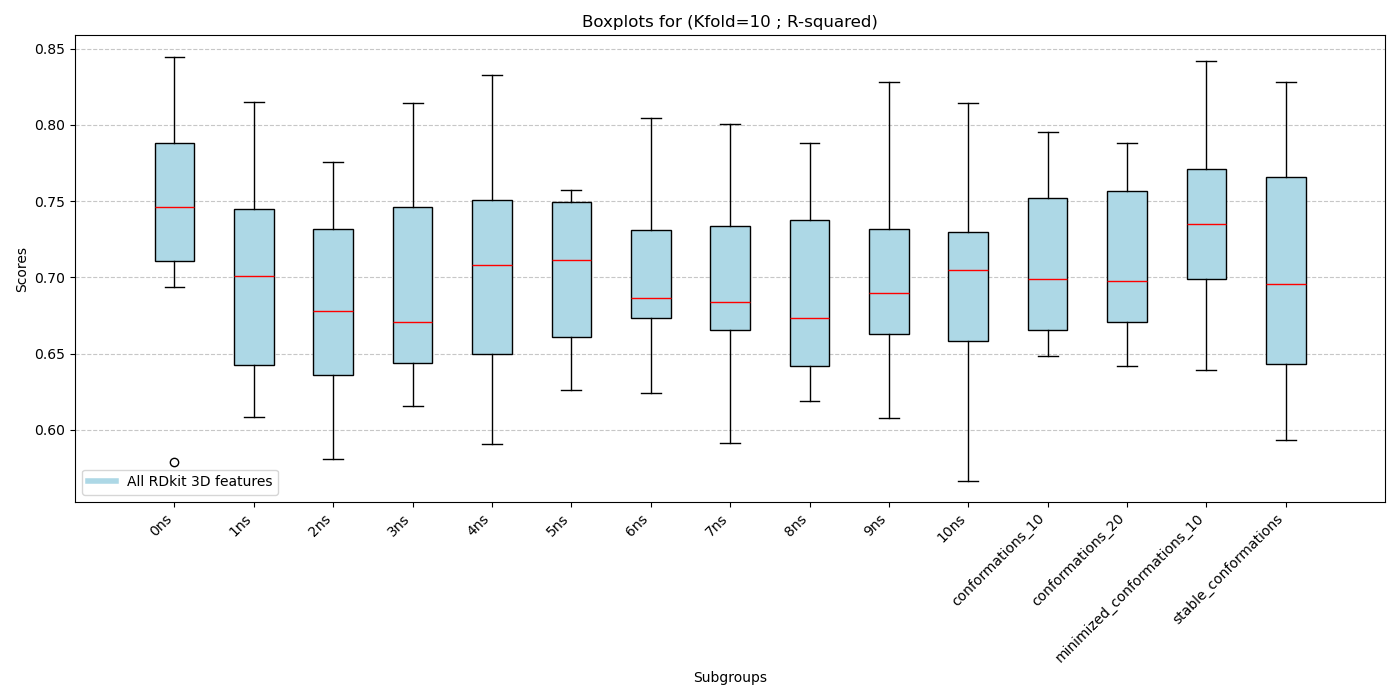 Boxplots for (Kfold=10 ; R-squared)
Scores
0.85
0.80
0.75
0.70
0.65
0.60
All RDkit 3D features
0ns
1ns
2ns
3ns
4ns
5ns
6ns
7ns
8ns
9ns
10ns
conformations_10
conformations_20
minimized_conformations_10
stable_conformations
Subgroups